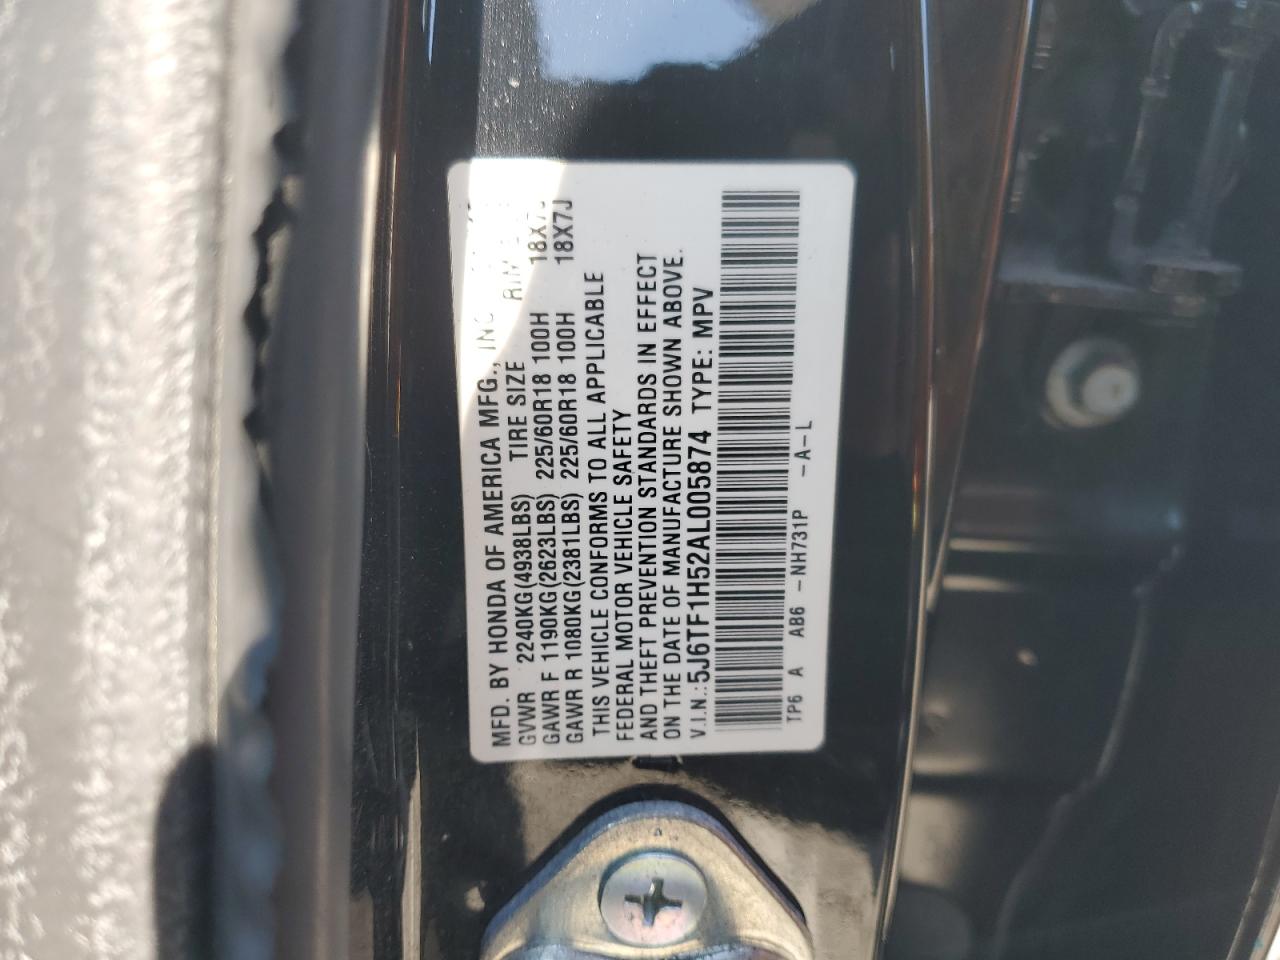 MFD. BY HONDA OF AMERICA MFG., INC
GVWR 2240KG(4938LBS) TIRE SIZE RIM
GAWR F 1190KG(2623LBS) 225/60R18 100H 18X7J
GAWR R 1080KG(2381LBS) 225/60R18 100H 18X7J
THIS VEHICLE CONFORMS TO ALL APPLICABLE
FEDERAL MOTOR VEHICLE SAFETY
AND THEFT PREVENTION STANDARDS IN EFFECT
ON THE DATE OF MANUFACTURE SHOWN ABOVE.
V.I.N.:5J6TF1H52AL005874 TYPE: MPV
TP6 A AB6 -NH731P -A-L